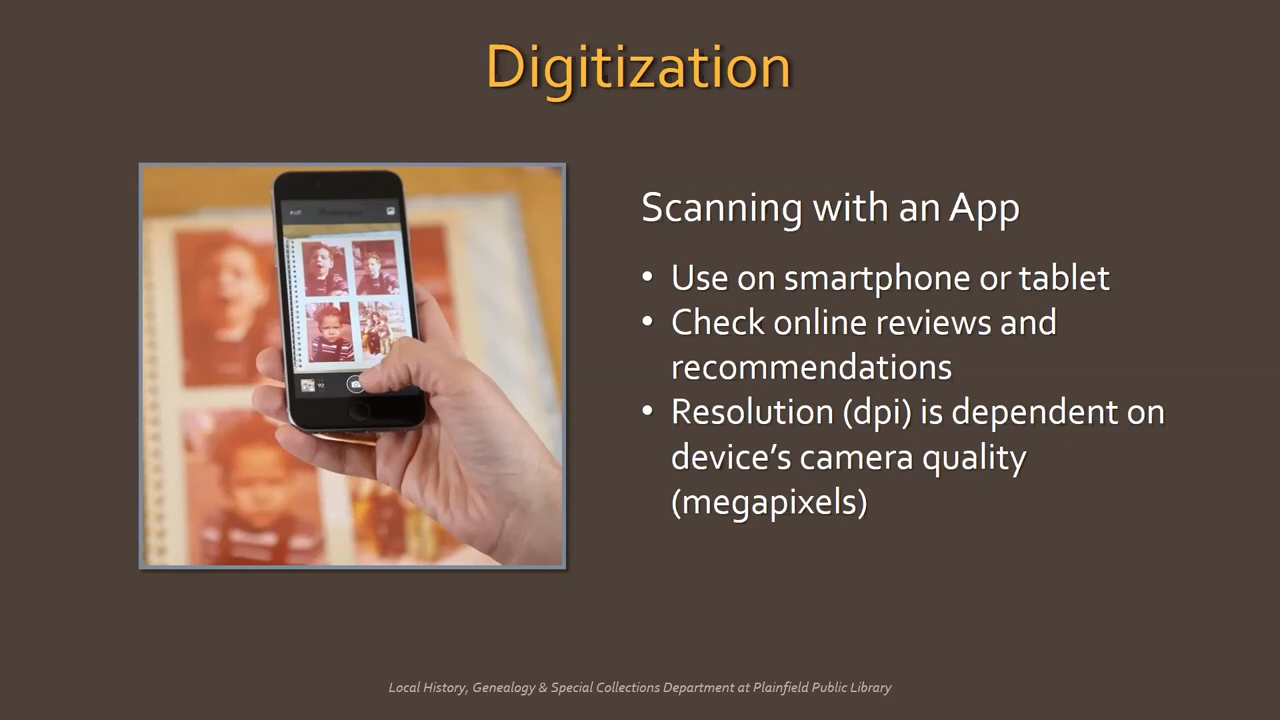 Digitization
Scanning with an App
• Use on smartphone or tablet
• Check online reviews and
recommendations
• Resolution (dpi) is dependent on
device's camera quality
(megapixels)
Local History, Genealogy & Special Collections Department at Plainfield Public Library